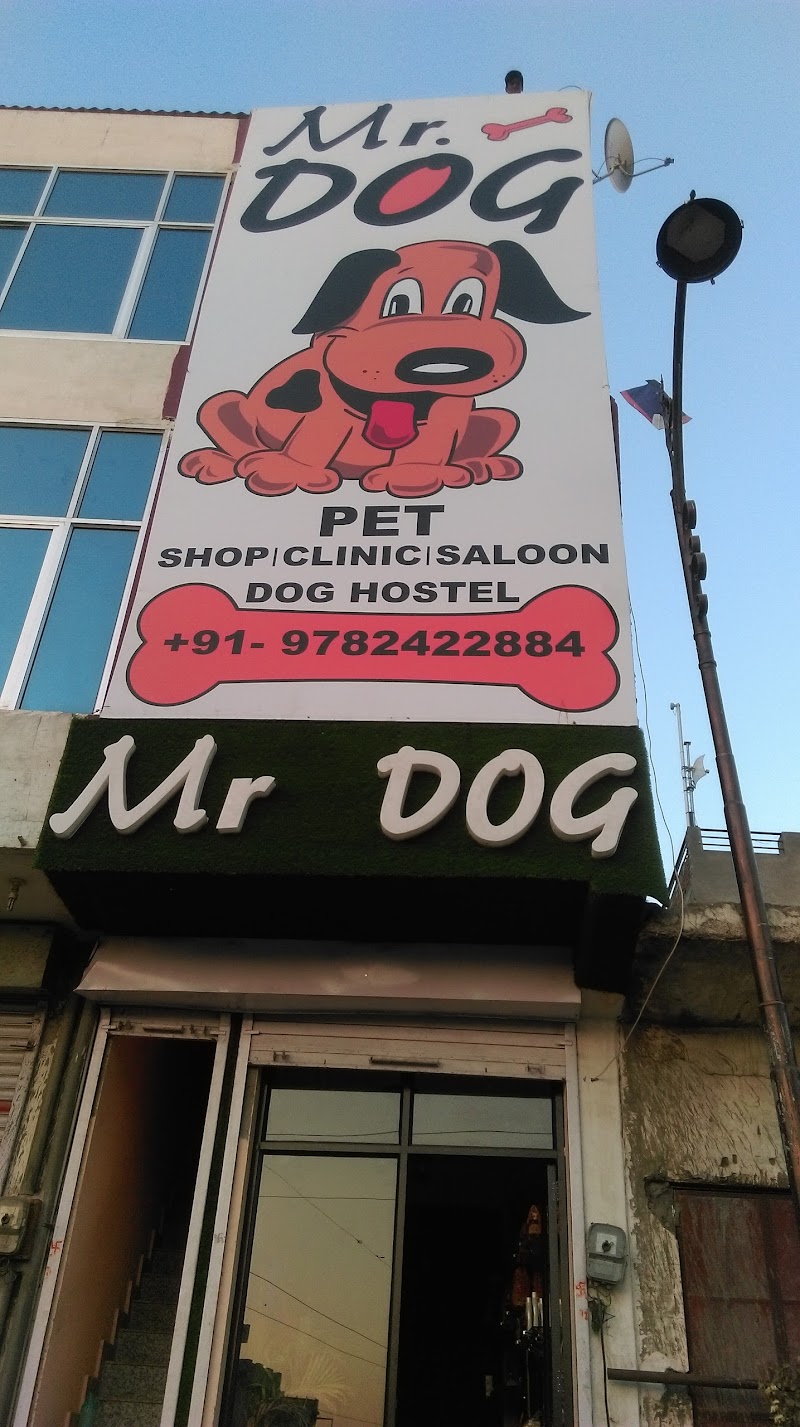 Mr.
DOG
PET
SHOP|CLINIC|SALOON
DOG HOSTEL
+91- 9782422884
Mr DOG